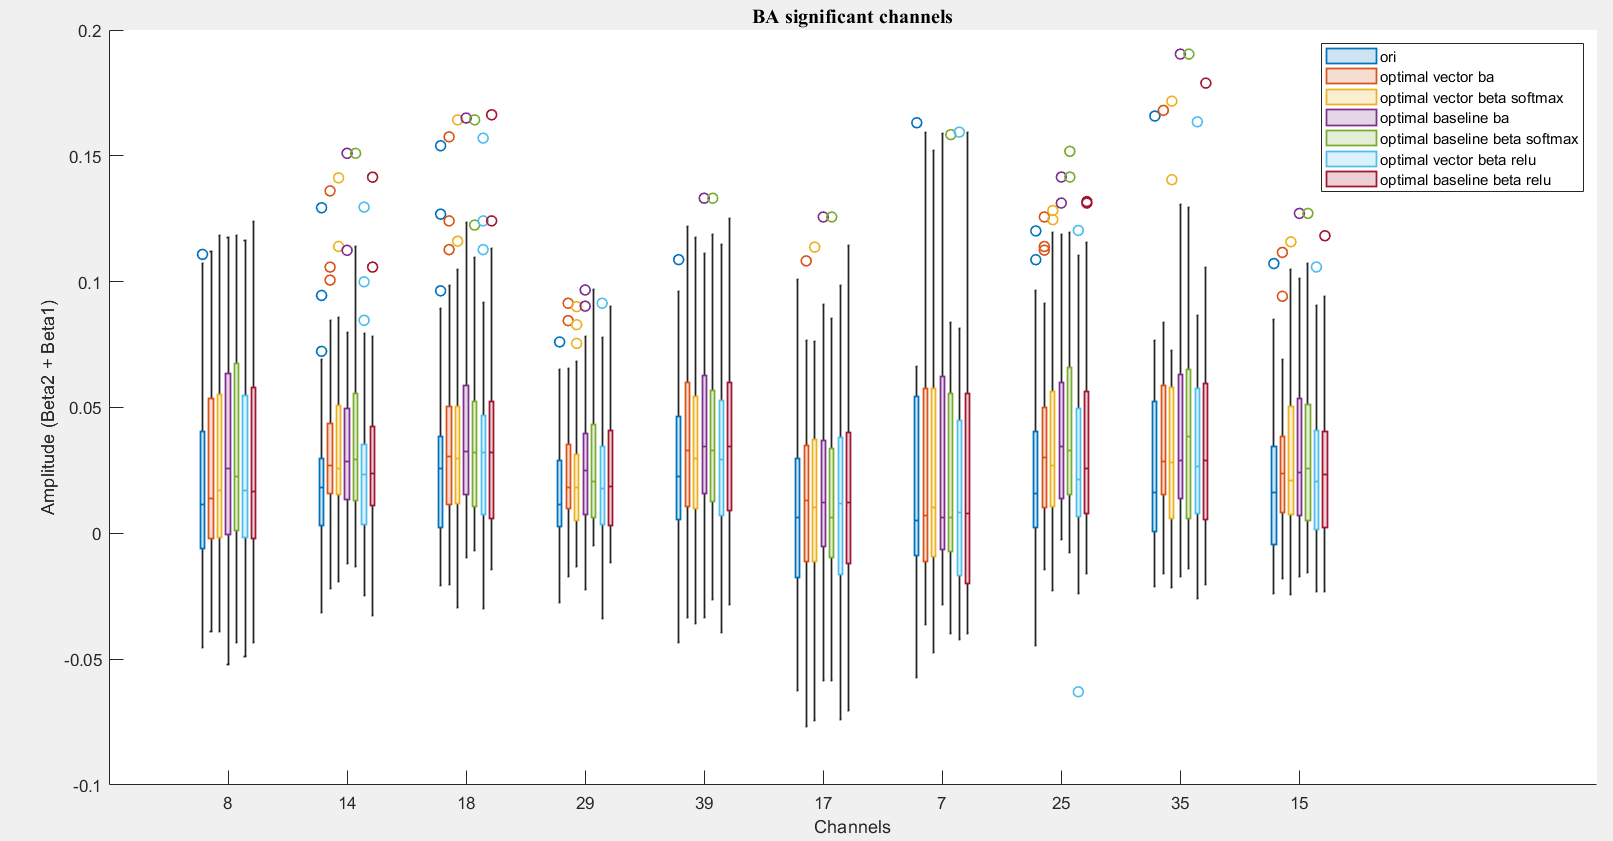 BA significant channels
ori
optimal vector ba
optimal vector beta softmax
optimal baseline ba
optimal baseline beta softmax
optimal vector beta relu
optimal baseline beta relu
0.2
0.15
0.1
0.05
0
-0.05
-0.1
Amplitude (Beta2 + Beta1)
8 14 18 29 39 17 7 25 35 15
Channels